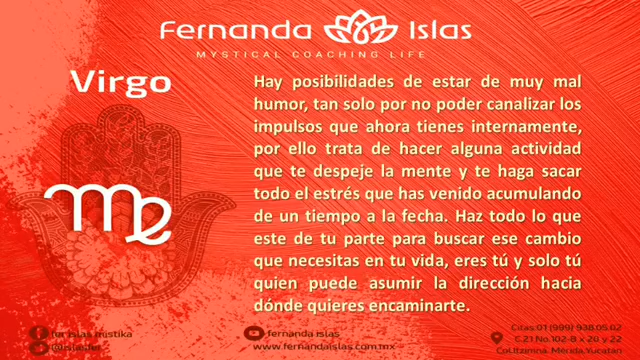 Fernanda Islas
MYSTICAL COACHING LIFE
Virgo
Hay posibilidades de estar de muy mal
humor, tan solo por no poder canalizar los
impulsos que ahora tienes internamente,
por ello trata de hacer alguna actividad
que te despeje la mente y te haga sacar
todo el estrés que has venido acumulando
de un tiempo a la fecha. Haz todo lo que
este de tu parte para buscar ese cambio
que necesitas en tu vida, eres tú y solo tú
quien puede asumir la dirección hacia
dónde quieres encaminarte.
fer islas mistika
fernanda islas
www.fernandaislas.com.mx
Citas:01 (999) 938.05.02
C.21 No.102-B x 20 y 22
Col.Itzimná. Mérida,Yucatán